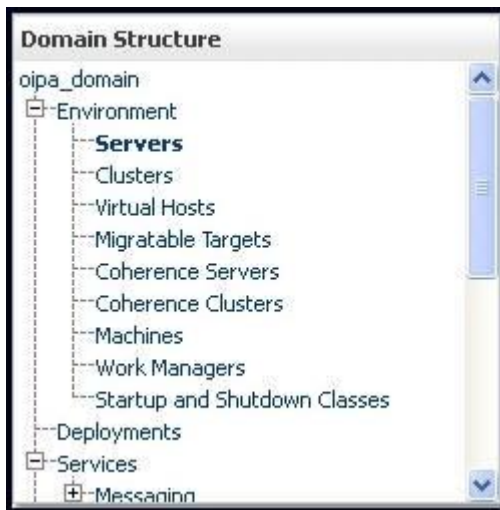 Domain Structure
oipa_domain
Environment
Servers
Clusters
Virtual Hosts
Migratable Targets
Coherence Servers
Coherence Clusters
Machines
Work Managers
Startup and Shutdown Classes
Deployments
Services
Messaging